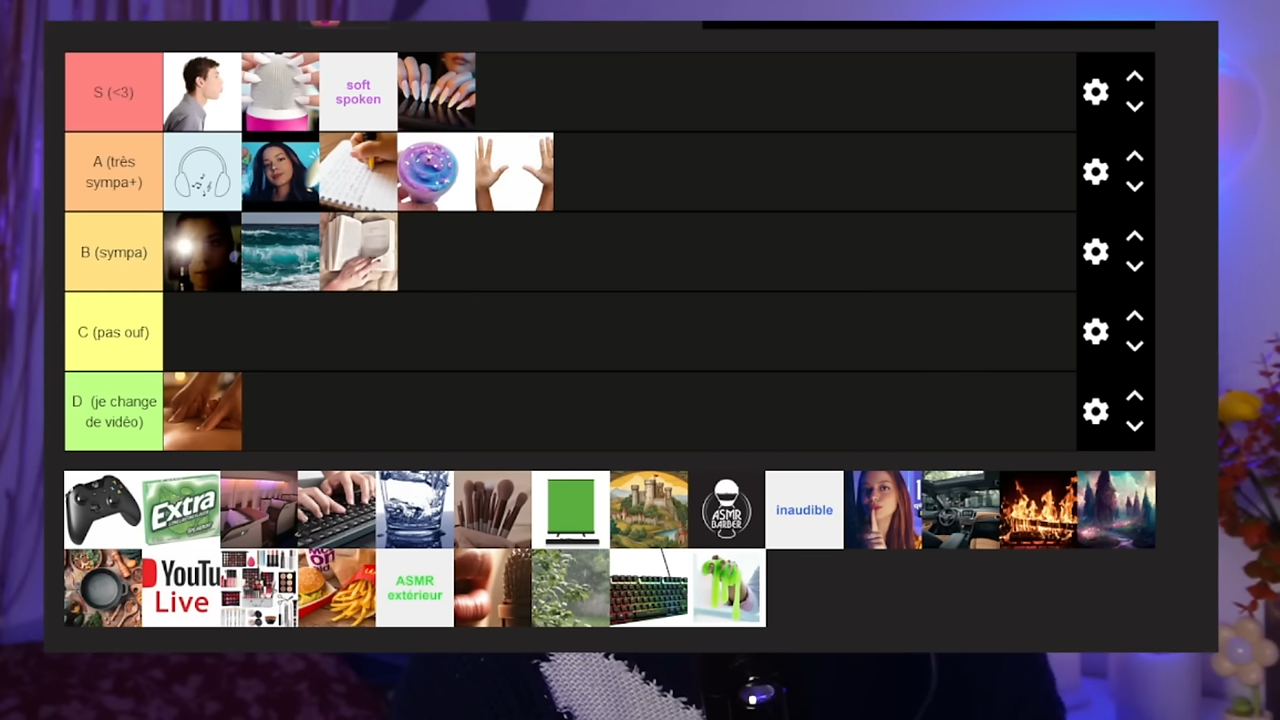 S (<3)
soft
spoken
A (très
sympa+)
B (sympa)
C (pas ouf)
D (je change
de vidéo)
Extra
ASMR
BARBER
inaudible
YouTu
Live
ASMR
extérieur